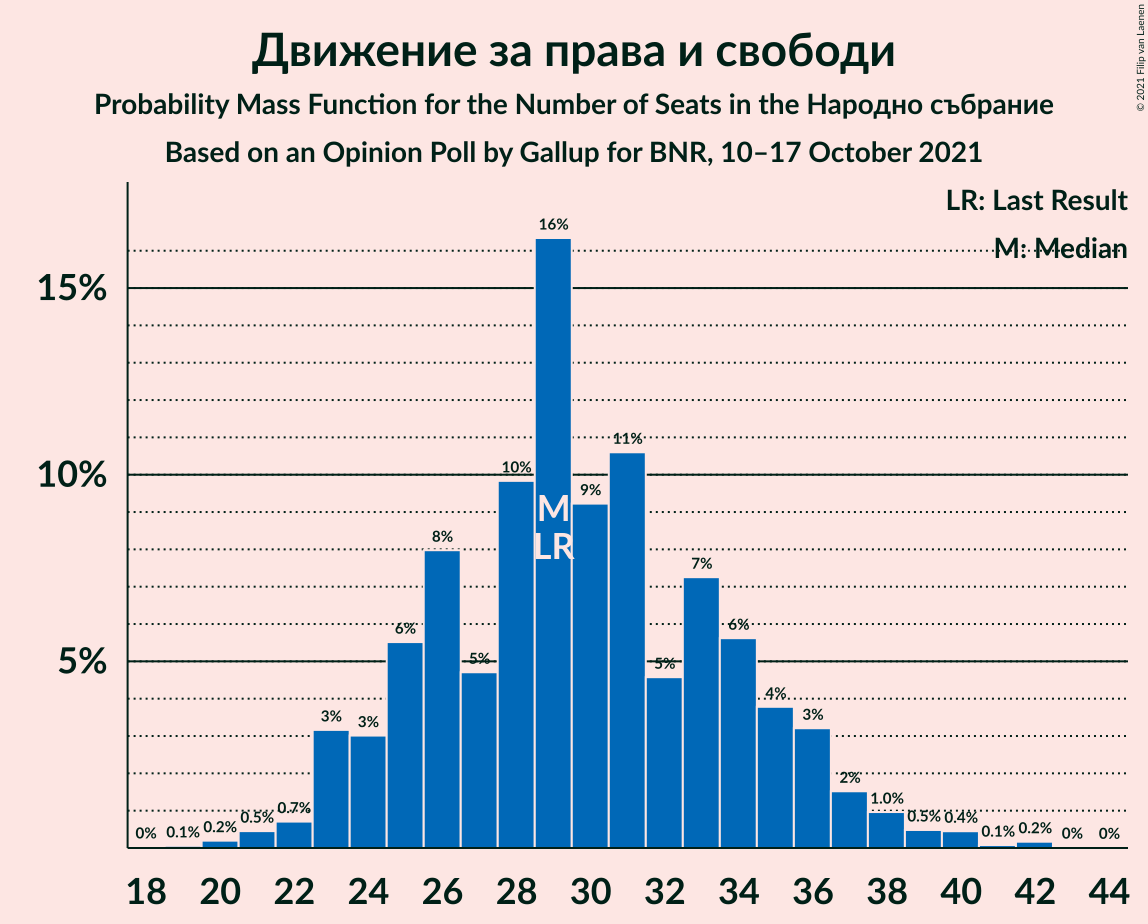 Движение за права и свободи
Probability Mass Function for the Number of Seats in the Народно събрание
Based on an Opinion Poll by Gallup for BNR, 10–17 October 2021
© 2021 Filip van Laenen
LR: Last Result
M: Median
15%
10%
5%
0% 0.1% 0.2% 0.5% 0.7% 3% 3% 6% 8% 5% 10% 16% 9% 11% 5% 7% 6% 4% 3% 2% 1.0% 0.5% 0.4% 0.1% 0.2% 0% 0%
M
LR
18 20 22 24 26 28 30 32 34 36 38 40 42 44